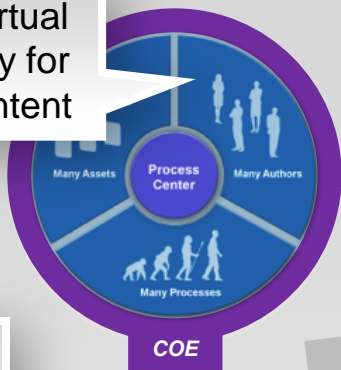 rtual
y for
ntent
Many Assets
Process
Center
Many Authors
Many Processes
COE